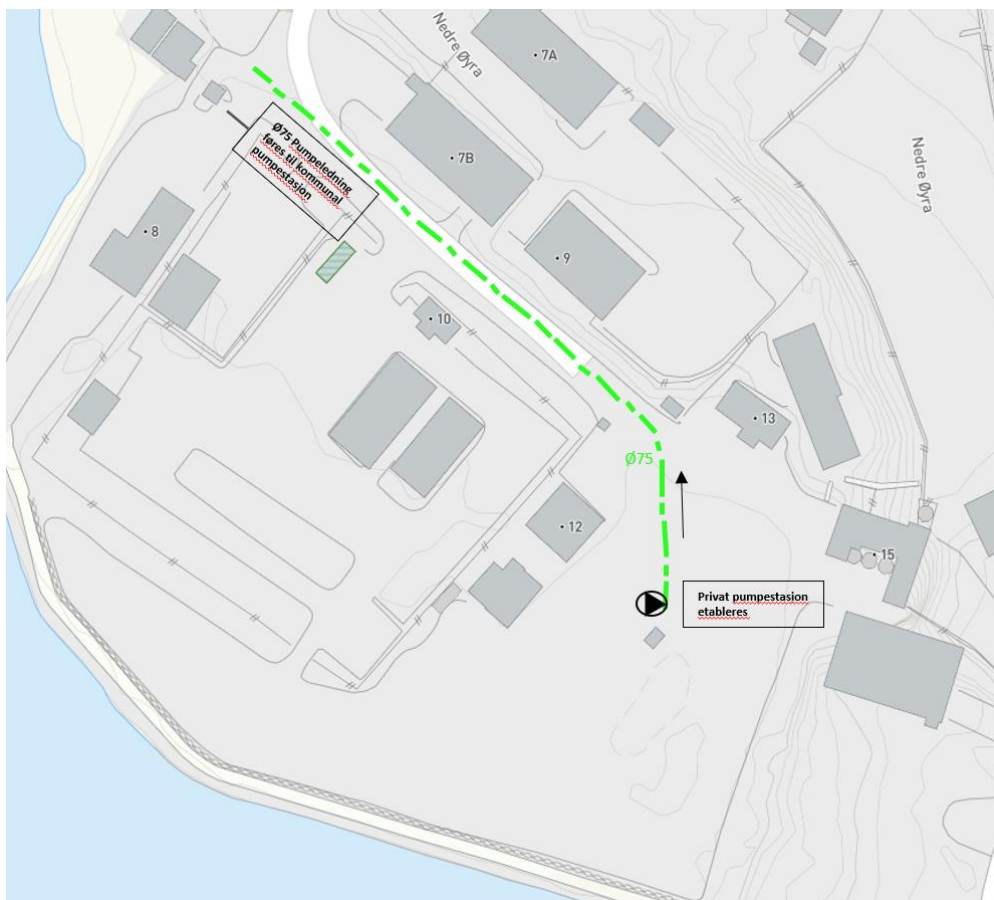 Nedre Øyra
7A
7B
Ø75 Pumpeledning
føres til kommunal
pumpestasjon
Nedre Øyra
8
9
10
13
Ø75
12
15
Privat pumpestasjon
etableres